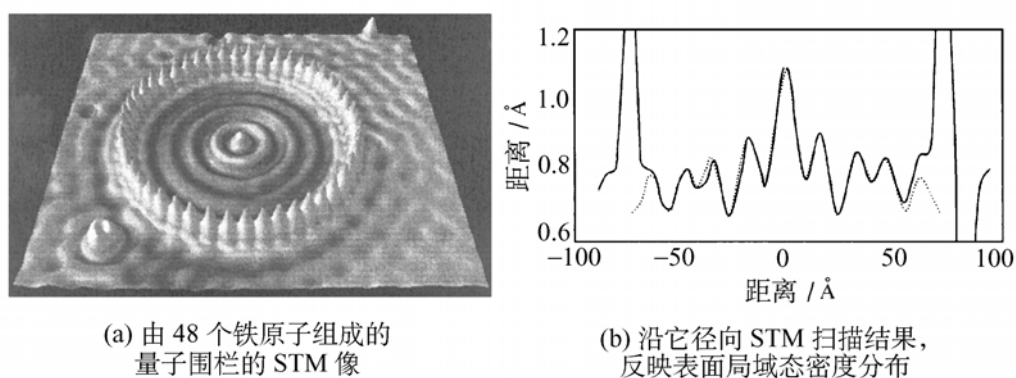 1.2
1.0
0.8
0.6
距离 /Å
−100
−50
0
50
100
距离 /Å
(a) 由 48 个铁原子组成的
量子围栏的 STM 像
(b) 沿它径向 STM 扫描结果，
反映表面局域态密度分布